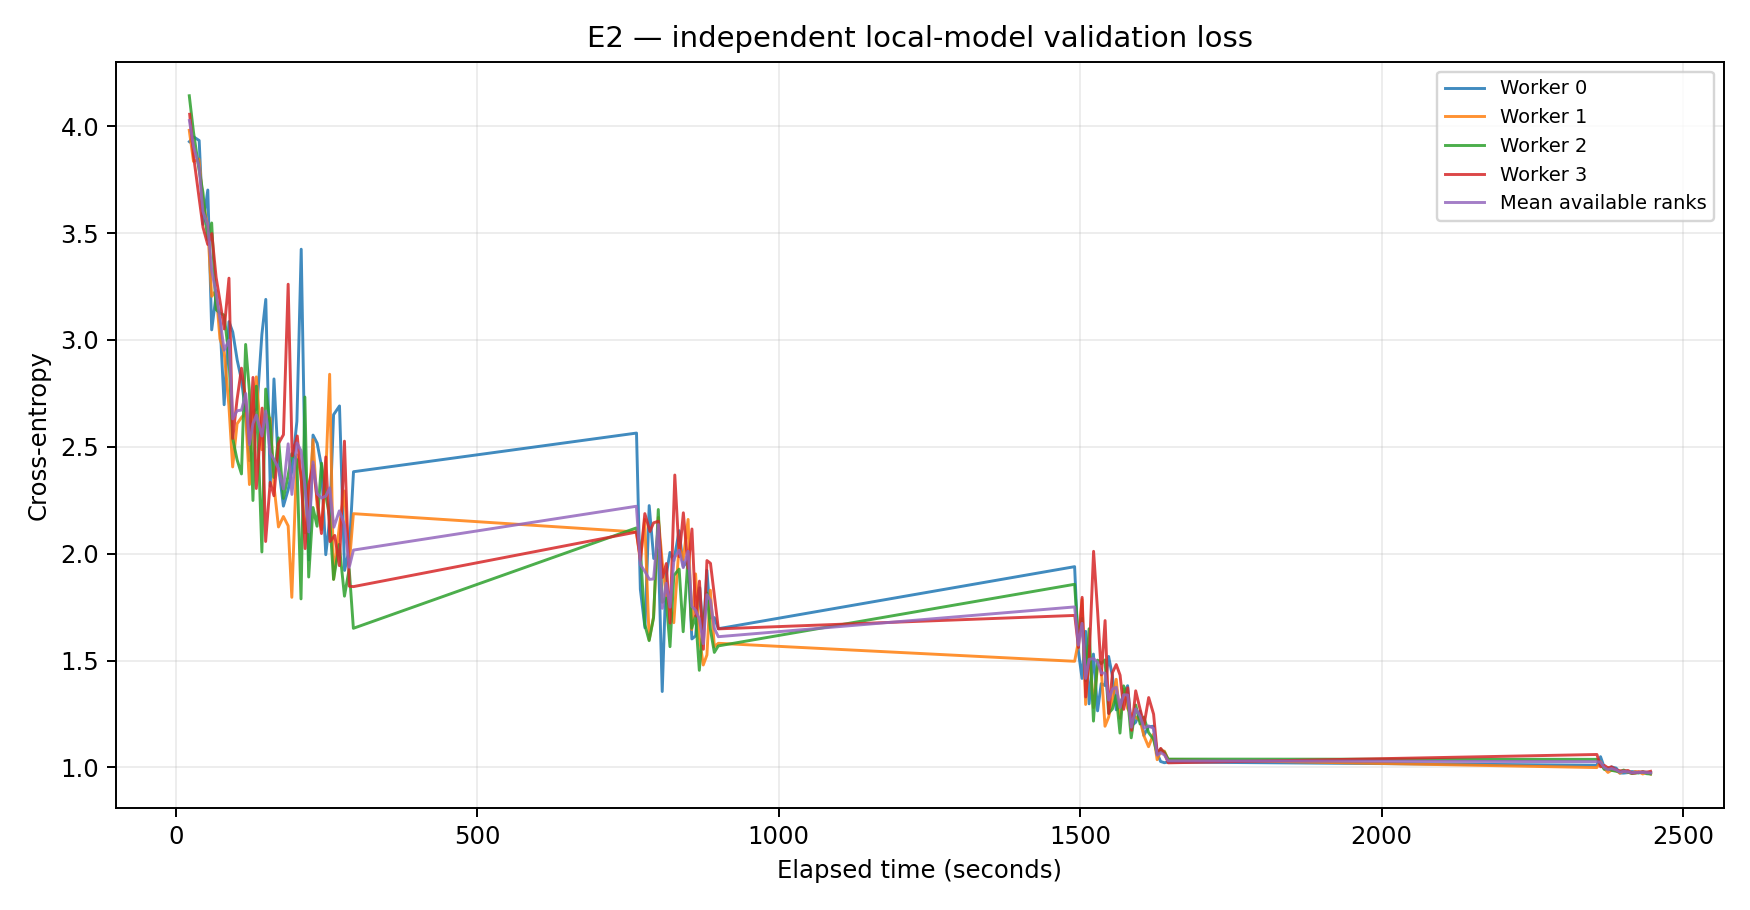 E2 — independent local-model validation loss
Worker 0
Worker 1
Worker 2
Worker 3
Mean available ranks
Cross-entropy
4.0
3.5
3.0
2.5
2.0
1.5
1.0
0
500
1000
1500
2000
2500
Elapsed time (seconds)